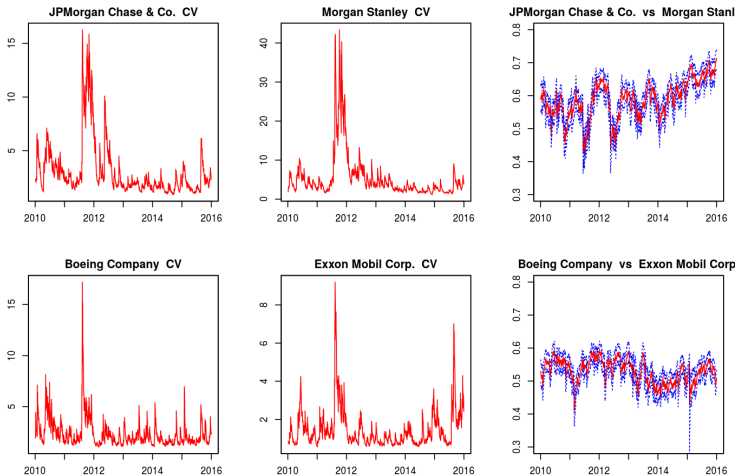 JPMorgan Chase & Co.  CV
15
10
5
2010 2012 2014 2016
Morgan Stanley  CV
40
30
20
10
0
2010 2012 2014 2016
JPMorgan Chase & Co.  vs  Morgan Stanl
0.8
0.7
0.6
0.5
0.4
0.3
2010 2012 2014 2016
Boeing Company  CV
15
10
5
2010 2012 2014 2016
Exxon Mobil Corp.  CV
8
6
4
2
2010 2012 2014 2016
Boeing Company  vs  Exxon Mobil Corp
0.8
0.7
0.6
0.5
0.4
0.3
2010 2012 2014 2016